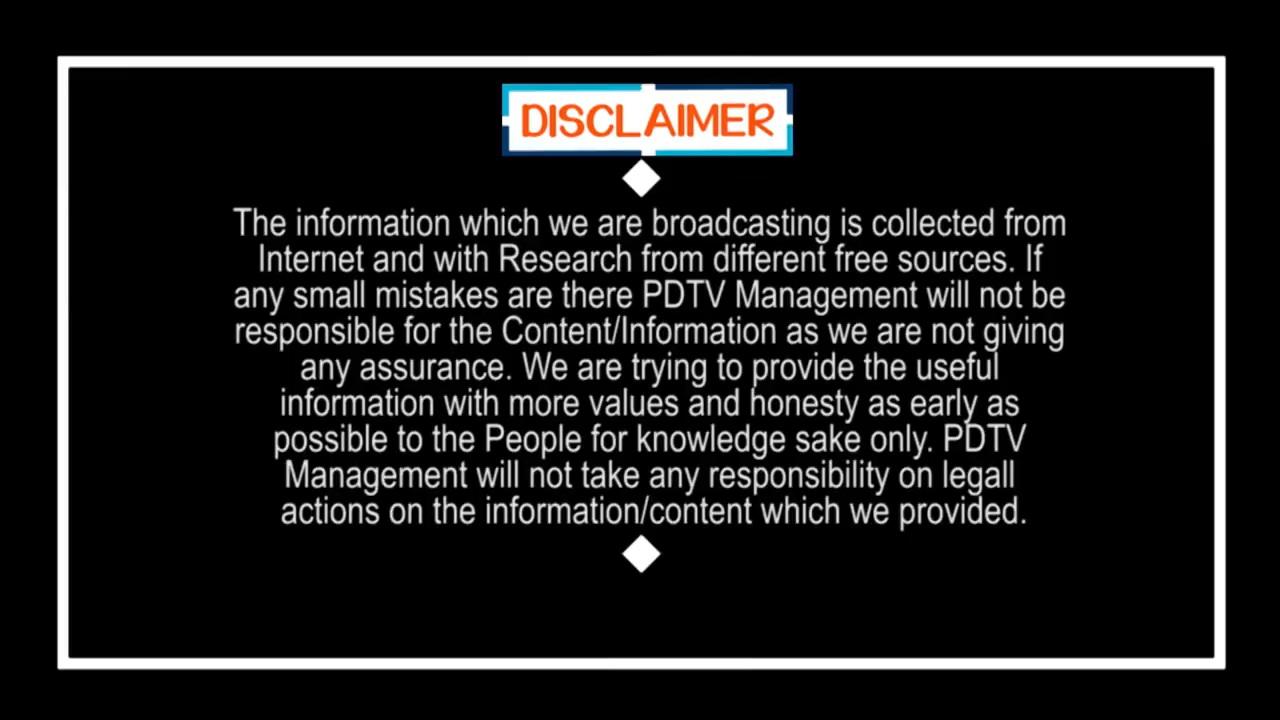 DISCLAIMER
The information which we are broadcasting is collected from
Internet and with Research from different free sources. If
any small mistakes are there PDTV Management will not be
responsible for the Content/Information as we are not giving
any assurance. We are trying to provide the useful
information with more values and honesty as early as
possible to the People for knowledge sake only. PDTV
Management will not take any responsibility on legall
actions on the information/content which we provided.